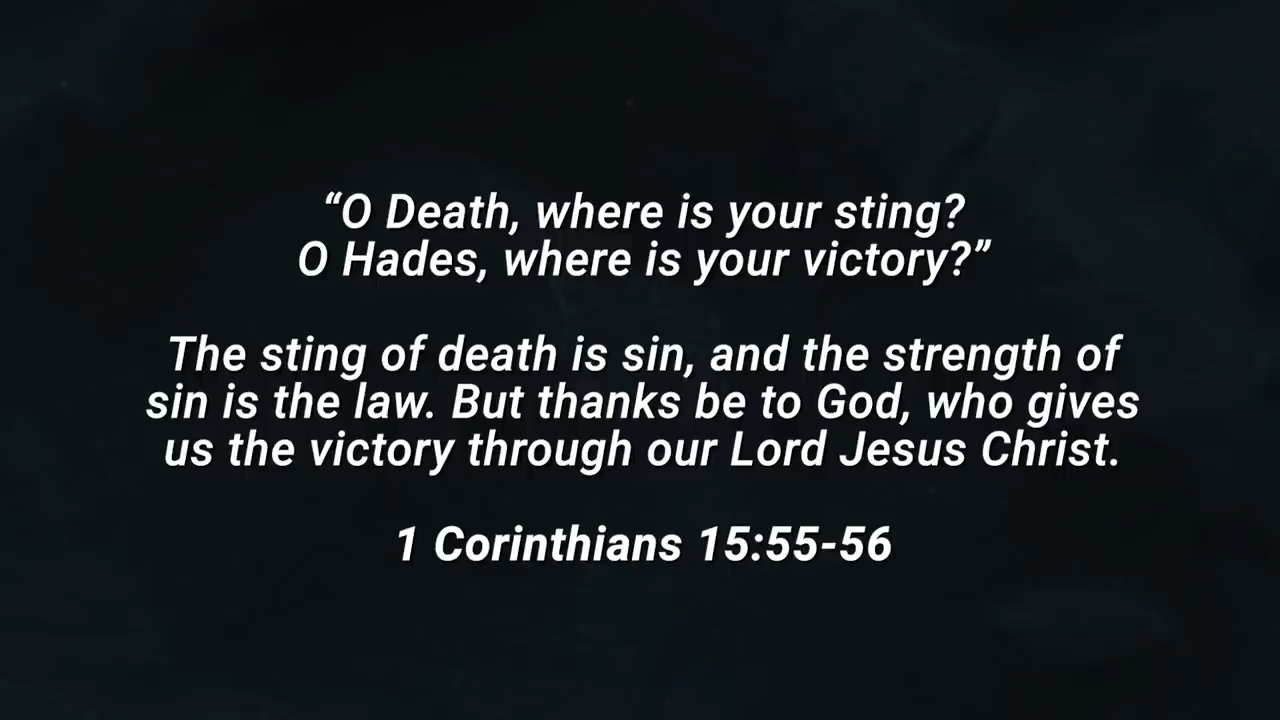 “O Death, where is your sting?
O Hades, where is your victory?”
The sting of death is sin, and the strength of
sin is the law. But thanks be to God, who gives
us the victory through our Lord Jesus Christ.
1 Corinthians 15:55-56